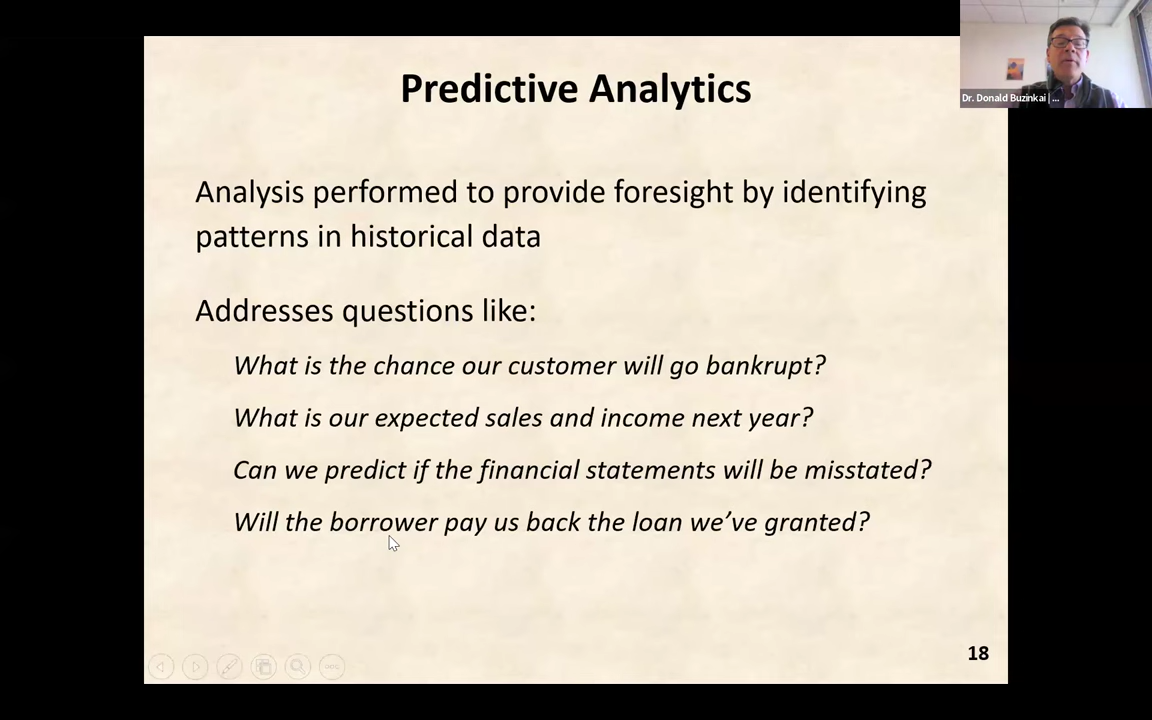 Predictive Analytics
Dr. Donald Buzinkai | ...
Analysis performed to provide foresight by identifying
patterns in historical data
Addresses questions like:
What is the chance our customer will go bankrupt?
What is our expected sales and income next year?
Can we predict if the financial statements will be misstated?
Will the borrower pay us back the loan we’ve granted?
18